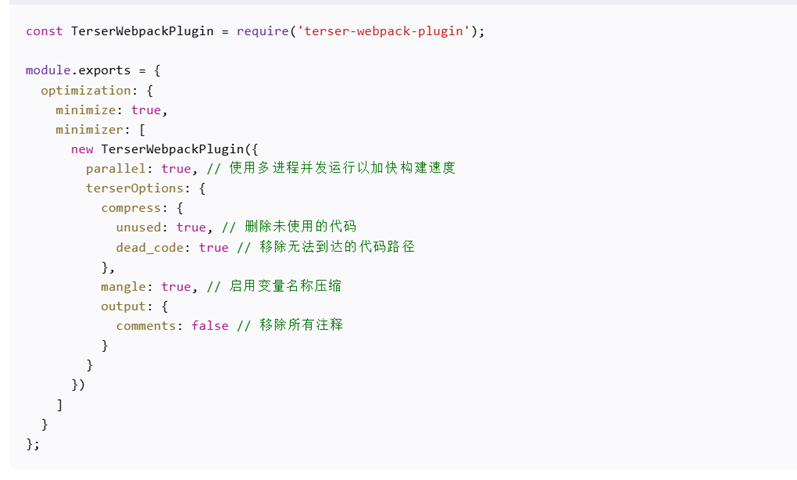 const TerserWebpackPlugin = require('terser-webpack-plugin');
module.exports = {
optimization: {
minimize: true,
minimizer: [
new TerserWebpackPlugin({
parallel: true, // 使用多进程并发运行以加快构建速度
terserOptions: {
compress: {
unused: true, // 删除未使用的代码
dead_code: true // 移除无法到达的代码路径
},
mangle: true, // 启用变量名称压缩
output: {
comments: false // 移除所有注释
}
}
})
]
}
};